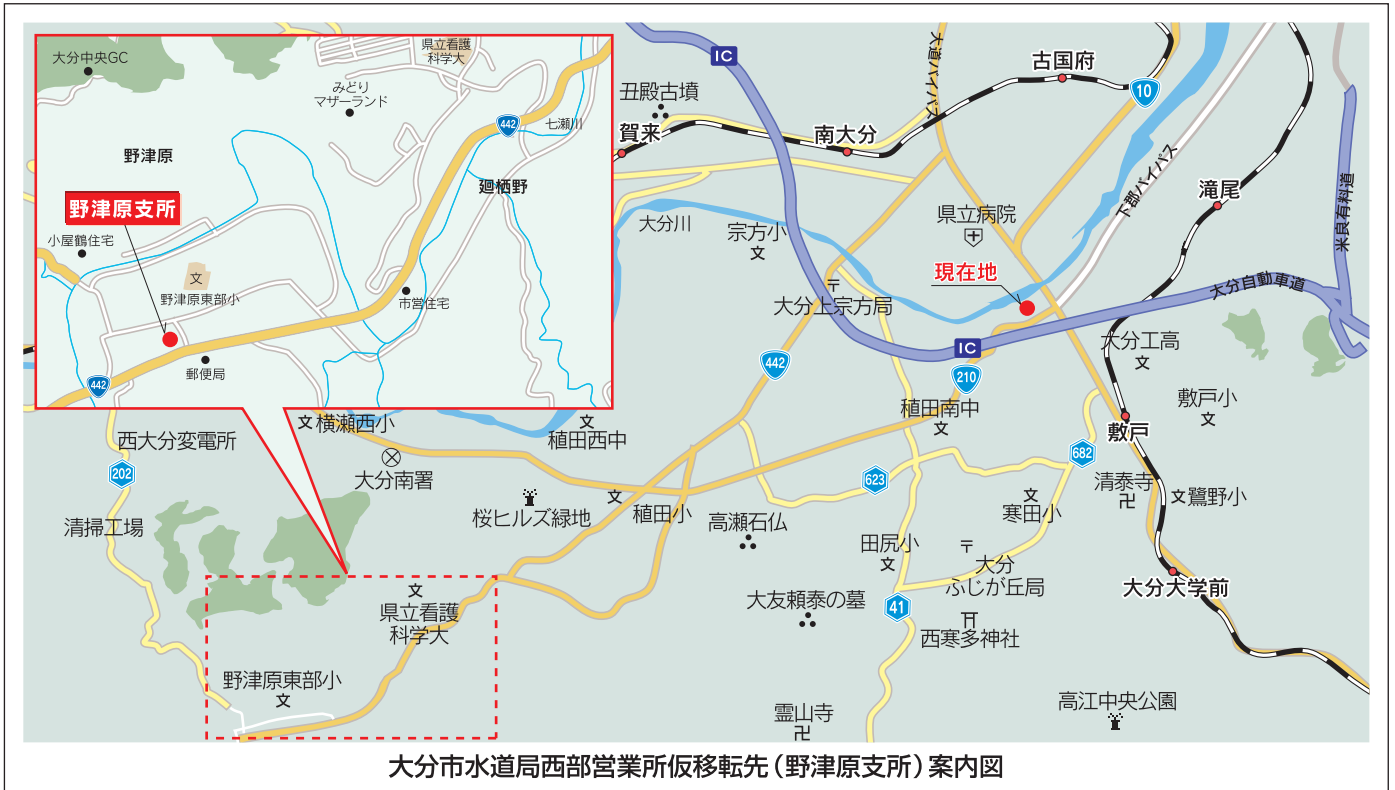 大分中央GC
県立看護
科学大
みどり
マザーランド
442
七瀬川
野津原
廻栖野
野津原支所
小屋鶴住宅
文
野津原東部小
市営住宅
郵便局
442
IC
大道バイパス
古国府
10
丑殿古墳
賀来
南大分
下郡バイパス
滝尾
米良有料道
大分川
宗方小
文
県立病院
現在地
〒
大分上宗方局
大分自動車道
IC
442
210
大分工高
文
文
横瀬西小
文
稙田西中
稙田南中
文
敷戸小
文
敷戸
西大分変電所
202
大分南署
682
623
清泰寺
卍
文
鷺野小
清掃工場
桜ヒルズ緑地
文
稙田小
高瀬石仏
文
寒田小
田尻小
文
〒
大分
ふじが丘局
大分大学前
文
県立看護
科学大
大友頼泰の墓
41
西寒多神社
野津原東部小
文
霊山寺
卍
高江中央公園
大分市水道局西部営業所仮移転先（野津原支所）案内図